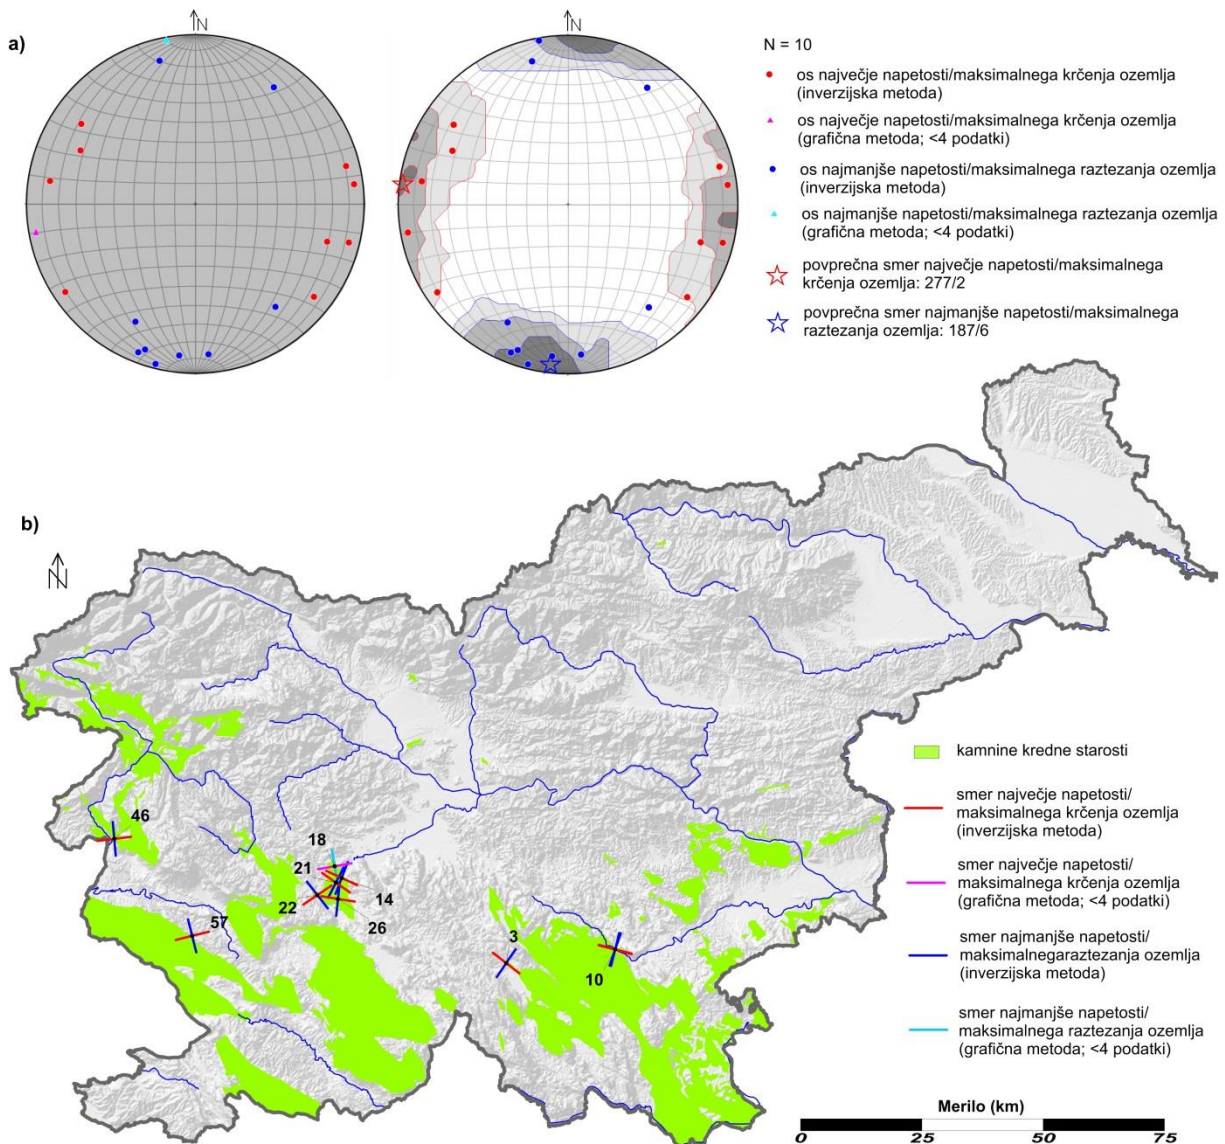 a)
N
N
N = 10
os največje napetosti/maksimalnega krčenja ozemlja
(inverzijska metoda)
os največje napetosti/maksimalnega krčenja ozemlja
(grafična metoda; <4 podatki)
os najmanjše napetosti/maksimalnega raztezanja ozemlja
(inverzijska metoda)
os najmanjše napetosti/maksimalnega raztezanja ozemlja
(grafična metoda; <4 podatki)
povprečna smer največje napetosti/maksimalnega
krčenja ozemlja: 277/2
povprečna smer najmanjše napetosti/maksimalnega
raztezanja ozemlja: 187/6
b)
N
46
18
21
14
22
26
57
3
10
kamnine kredne starosti
smer največje napetosti/
maksimalnega krčenja ozemlja
(inverzijska metoda)
smer največje napetosti/
maksimalnega krčenja ozemlja
(grafična metoda; <4 podatki)
smer najmanjše napetosti/
maksimalnegaraztezanja ozemlja
(inverzijska metoda)
smer najmanjše napetosti/
maksimalnega raztezanja ozemlja
(grafična metoda; <4 podatki)
Merilo (km)
0 25 50 75